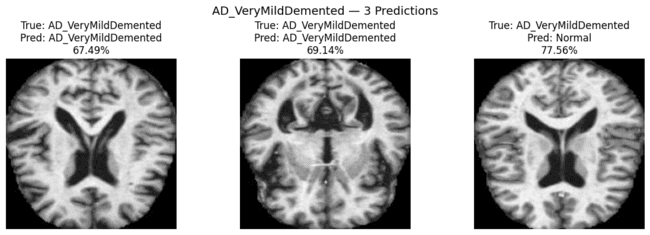 AD_VeryMildDemented — 3 Predictions
True: AD_VeryMildDemented
Pred: AD_VeryMildDemented
67.49%
True: AD_VeryMildDemented
Pred: AD_VeryMildDemented
69.14%
True: AD_VeryMildDemented
Pred: Normal
77.56%